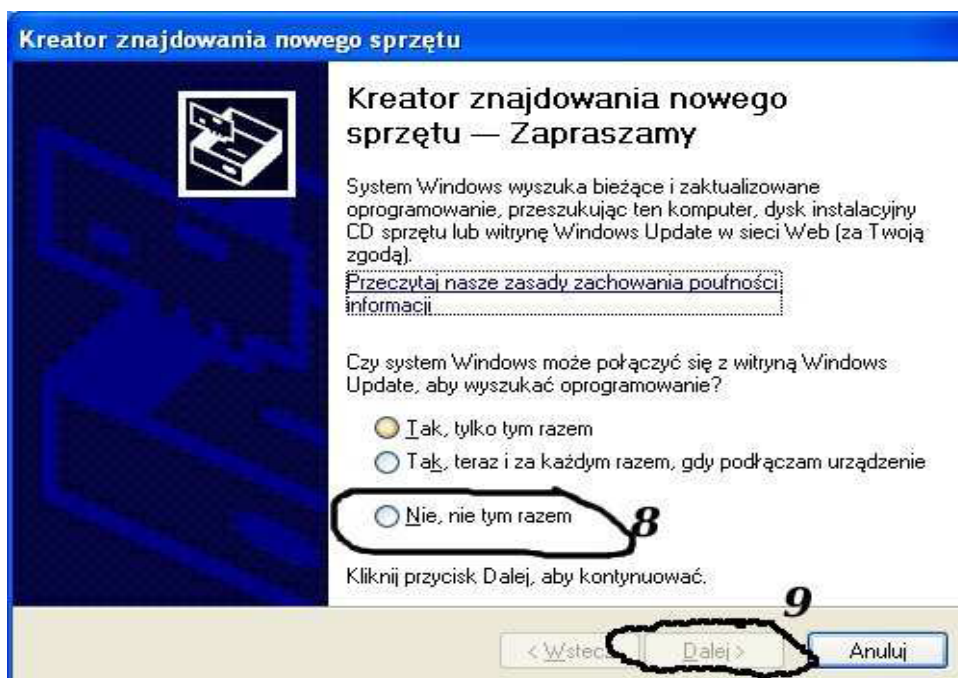 Kreator znajdowania nowego sprzętu
Kreator znajdowania nowego
sprzętu — Zapraszamy
System Windows wyszuka bieżące i zaktualizowane
oprogramowanie, przeszukując ten komputer, dysk instalacyjny
CD sprzętu lub witrynę Windows Update w sieci Web (za Twoją
zgodą).
Przeczytaj nasze zasady zachowania poufności
informacji
Czy system Windows może połączyć się z witryną Windows
Update, aby wyszukać oprogramowanie?
Tak, tylko tym razem
Tak, teraz i za każdym razem, gdy podłączam urządzenie
Nie, nie tym razem 8
Kliknij przycisk Dalej, aby kontynuować.
9
< Wstecz Dalej > Anuluj